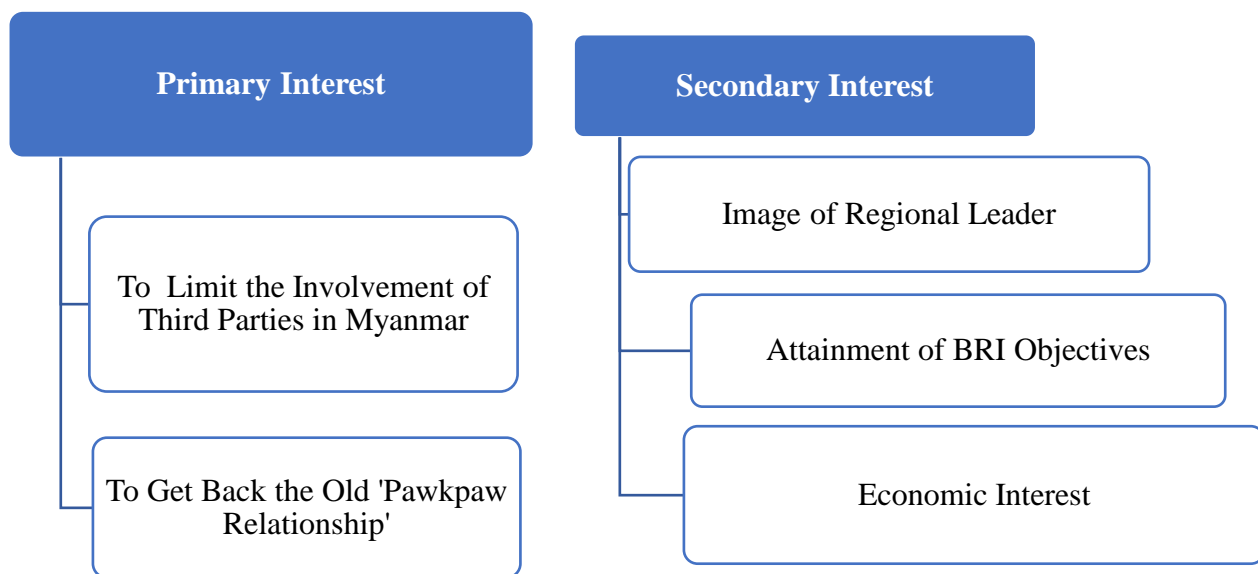 Primary Interest
To Limit the Involvement of
Third Parties in Myanmar
To Get Back the Old 'Pawkpaw
Relationship'
Secondary Interest
Image of Regional Leader
Attainment of BRI Objectives
Economic Interest